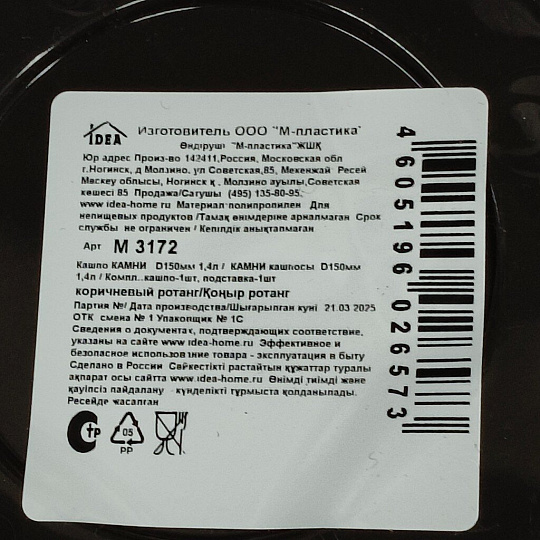 IDEA
Изготовитель ООО "М-пластика"
Өндіруші "М-пластика"ЖШҚ
Юр адрес Произ-во 142411,Россия, Московская обл
г.Ногинск, д Молзино. ул Советская,85, Мекенжай Ресей
Маскеу облысы, Ногинск қ , Молзино ауылы,Советская
көшесі 85 Продажа/Сагушы (495) 135-80-95.
www idea-home ru Материал полипропилен Для
непищевых продуктов /Тамақ өнімдеріне арналмаған Срок
службы не ограничен / Кепілдік анықтапмаған
Арт М 3172
Кашпо КАМНИ D150мм 1,4л / КАМНИ кашпосы D150мм
1,4л / Компл..кашпо-1шт, подставка-1шт
коричневый ротанг/Қоңыр ротанг
Партия №/ Дата производства/Шығарылған куні 21.03 2025
ОТК смена № 1 Упаковщик № 1С
Сведения о документах, подтверждающих соответствие,
указаны на сайте www idea-home.ru Эффективное и
безопасное использование товара - эксплуатация в быту
Сделано в России Сәйкестікті растайтын құжаттар туралы
ақпарат осы сайтта www.idea-home.ru Өнімді тиімді және
қауіпсіз пайдалану күнделікті тұрмыста қолданылады.
Ресейде жасалған
05
PP
4 605196 026573